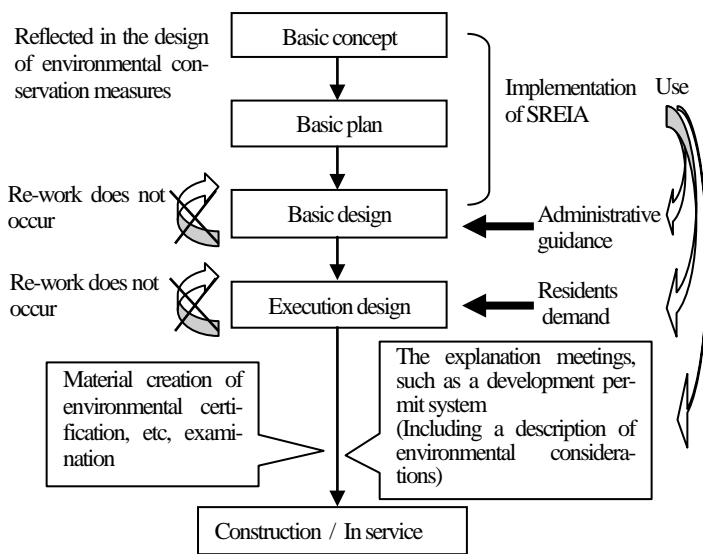 Reflected in the design
of environmental con-
servation measures
Basic concept
Implementation
of SREIA
Use
Basic plan
Re-work does not
occur
Basic design
Administrative
guidance
Re-work does not
occur
Execution design
Residents
demand
Material creation of
environmental certi-
fication, etc, exami-
nation
The explanation meetings,
such as a development per-
mit system
(Including a description of
environmental considera-
tions)
Construction / In service